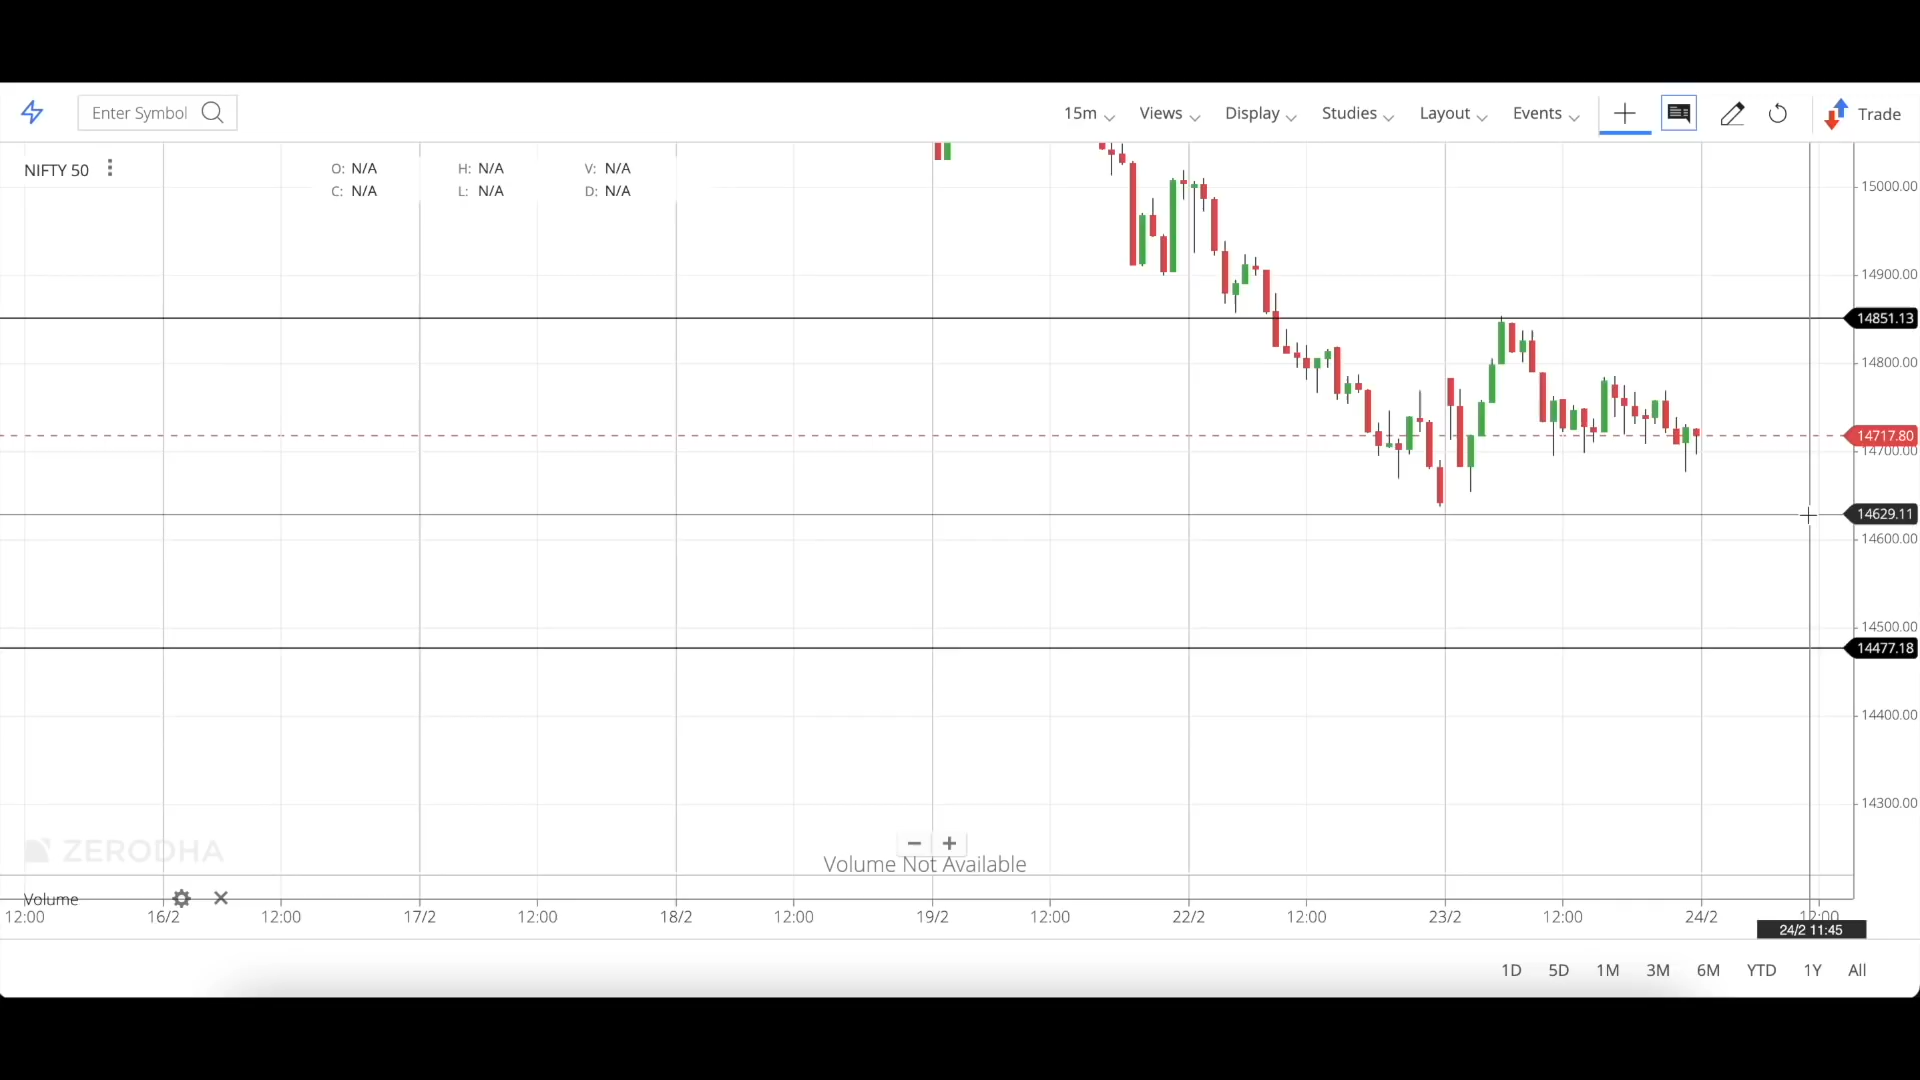 Enter Symbol
15m Views Display Studies Layout Events Trade
NIFTY 50
O: N/A H: N/A V: N/A
C: N/A L: N/A D: N/A
15000.00
14900.00
14851.13
14800.00
14717.80
14700.00
14629.11
14600.00
14500.00
14477.18
14400.00
14300.00
ZERODHA
Volume Not Available
Volume
12:00 16/2 12:00 17/2 12:00 18/2 12:00 19/2 12:00 22/2 12:00 23/2 12:00 24/2 12:00
24/2 11:45
1D 5D 1M 3M 6M YTD 1Y All